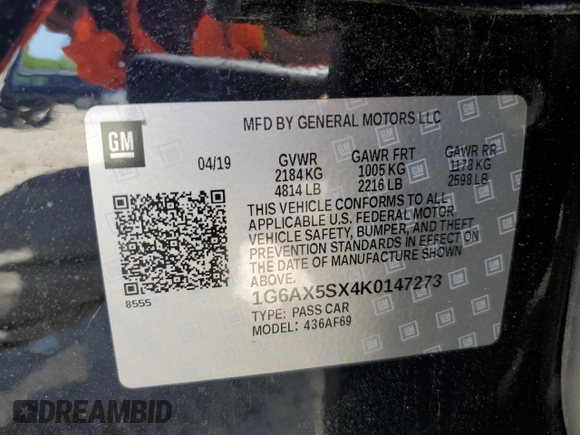 GM
MFD BY GENERAL MOTORS LLC
04/19
GVWR GAWR FRT GAWR RR
2184 KG 1005 KG 1178 KG
4814 LB 2216 LB 2598 LB
THIS VEHICLE CONFORMS TO ALL
APPLICABLE U.S. FEDERAL MOTOR
VEHICLE SAFETY, BUMPER, AND THEFT
PREVENTION STANDARDS IN EFFECT
ON THE DATE OF MANUFACTURE SHOWN
ABOVE.
8555
1G6AX5SX4K0147273
TYPE: PASS CAR
MODEL: 436AF69
DREAMBID